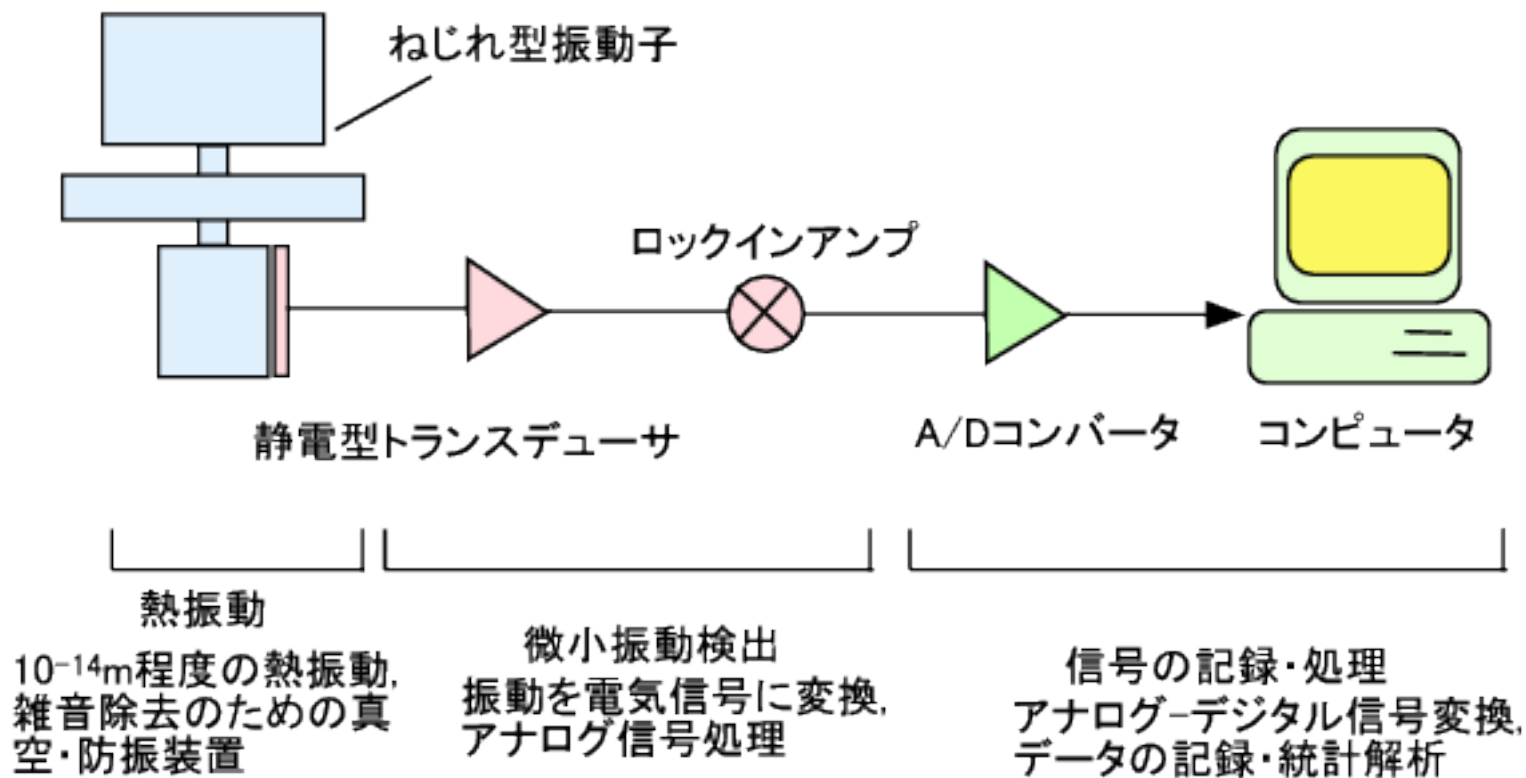 ねじれ型振動子
ロックインアンプ
静電型トランスデューサ
A/Dコンバータ
コンピュータ
熱振動
10⁻¹⁴m程度の熱振動,
雑音除去のための真
空・防振装置
微小振動検出
振動を電気信号に変換,
アナログ信号処理
信号の記録・処理
アナログ-デジタル信号変換,
データの記録・統計解析